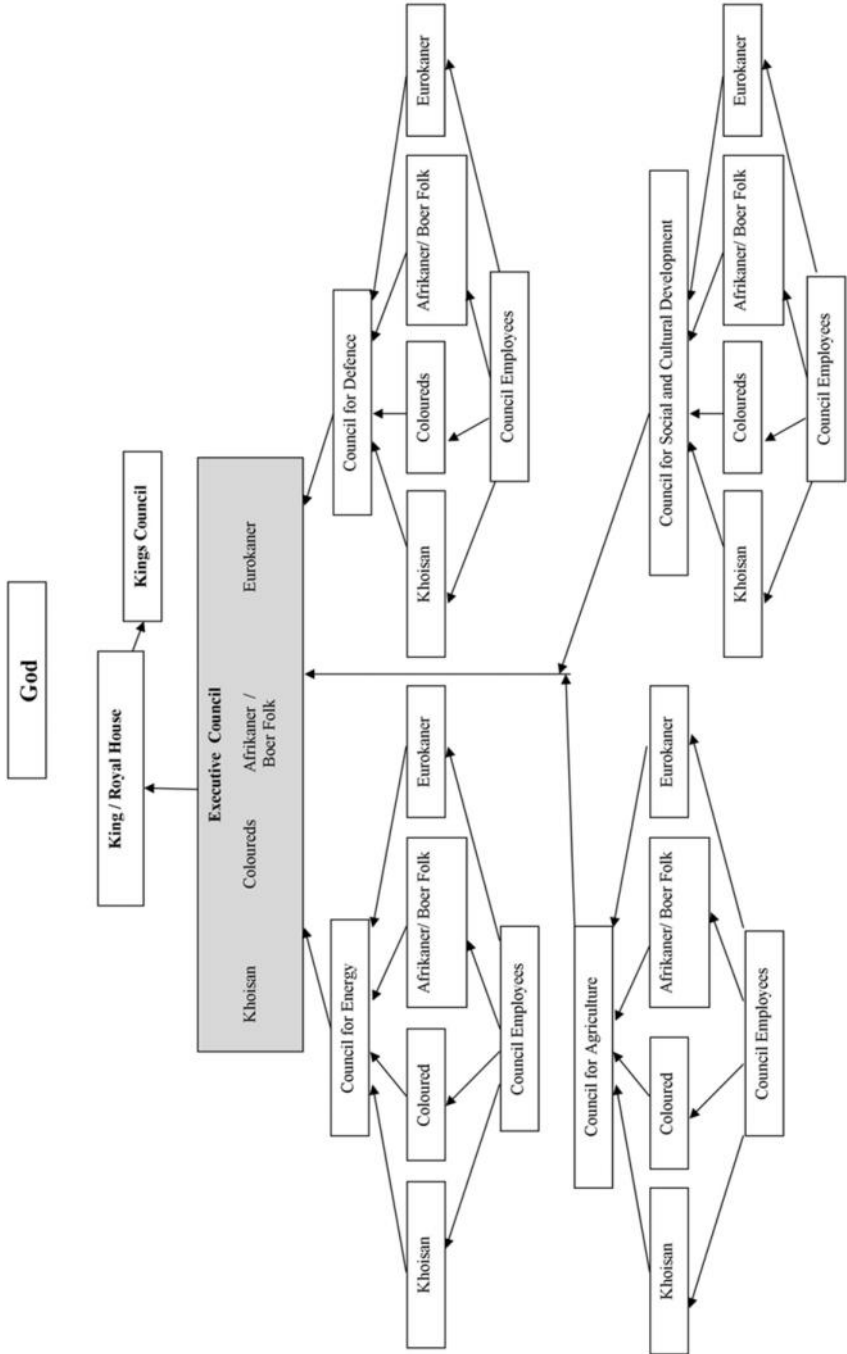 God
King / Royal House
Kings Council
Executive Council
Khoisan
Coloureds
Afrikaner /
Boer Folk
Eurokaner
Council for Energy
Khoisan
Coloured
Afrikaner/ Boer Folk
Eurokaner
Council Employees
Council for Defence
Khoisan
Coloureds
Afrikaner/ Boer Folk
Eurokaner
Council Employees
Council for Agriculture
Khoisan
Coloured
Afrikaner/ Boer Folk
Eurokaner
Council Employees
Council for Social and Cultural Development
Khoisan
Coloureds
Afrikaner/ Boer Folk
Eurokaner
Council Employees